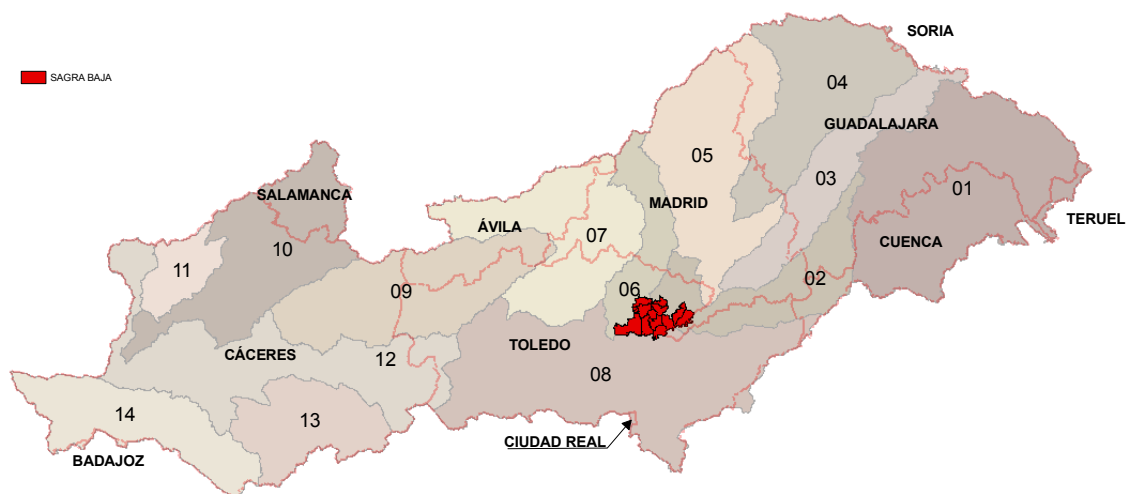 SORIA
SAGRA BAJA
04
GUADALAJARA
05
03
01
SALAMANCA
MADRID
TERUEL
ÁVILA
07
CUENCA
10
11
02
06
09
TOLEDO
CÁCERES
12
08
14
13
CIUDAD REAL
BADAJOZ